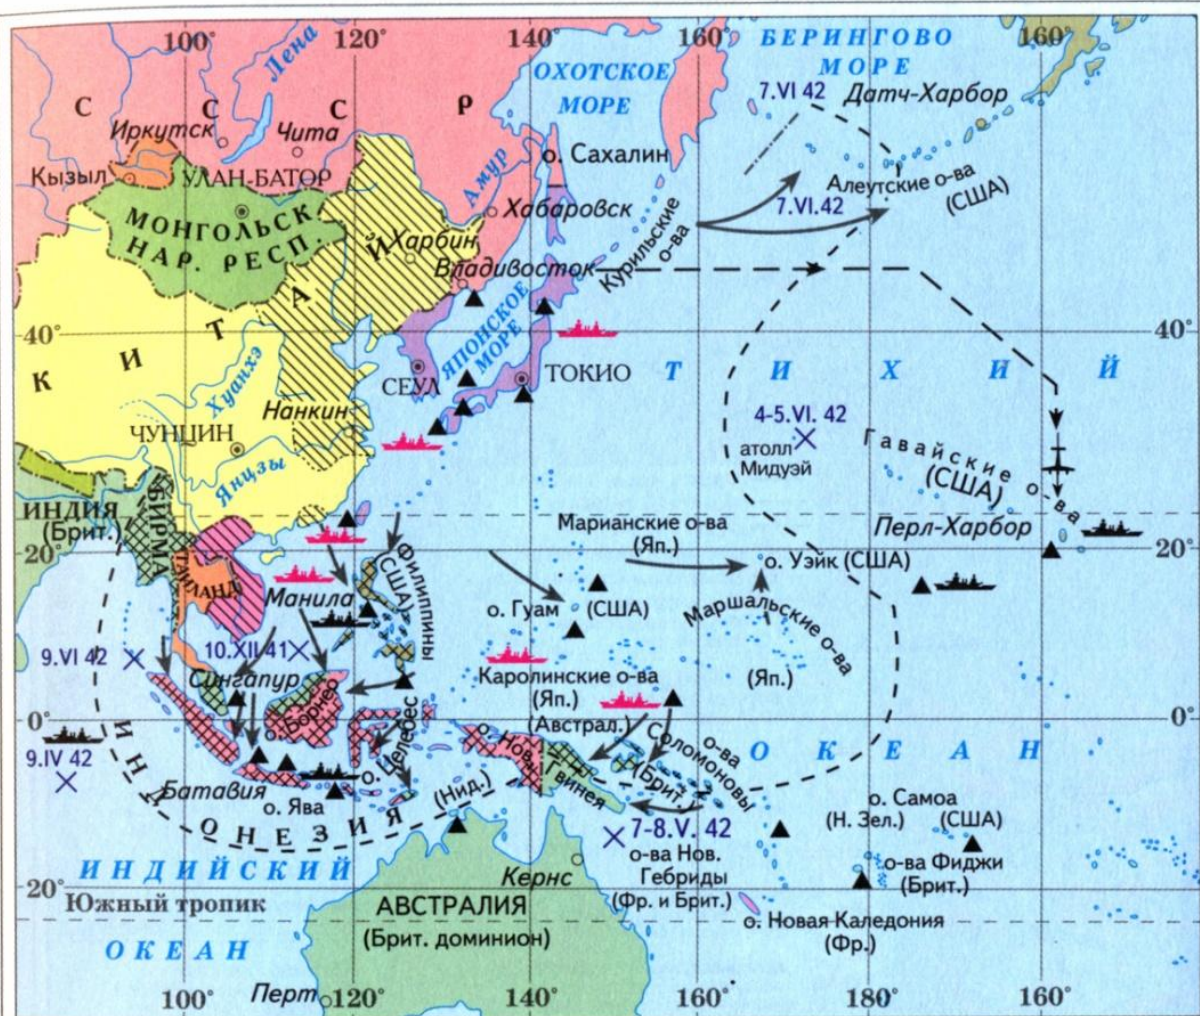 100°
120°
140°
160°
180°
160°
БЕРИНГОВО
МОРЕ
Лена
ОХОТСКОЕ
МОРЕ
7.VI 42
Датч-Харбор
С С С Р
Иркутск
Чита
о. Сахалин
Кызыл
УЛАН-БАТОР
Амур
Алеутские о-ва
(США)
7.VI.42
МОНГОЛЬСК.
НАР. РЕСП.
Хабаровск
Харбин
Владивосток
Курильские
о-ва
К И Т А Й
40°
40°
ЯПОНСКОЕ
МОРЕ
Хуанхэ
СЕУЛ
ТОКИО
Т И Х И Й
Нанкин
ЧУНЦИН
4-5.VI. 42
атолл
Мидуэй
Гавайские о-ва
(США)
Янцзы
ИНДИЯ
(Брит.)
БИРМА
Перл-Харбор
Марианские о-ва
(Яп.)
20°
20°
о. Уэйк (США)
ТАИЛАНД
Филиппины
(США)
Манила
о. Гуам
(США)
Маршальские о-ва
(Яп.)
9.VI 42
10.XII 41
Сингапур
Каролинские о-ва
(Яп.)
(Австрал.)
о. Борнео
0°
0°
о. Целебес
о. Новая
Гвинея
Соломоновы
о-ва
(Брит.)
О К Е А Н
9.IV 42
Батавия
о. Ява
(Нид.)
ИНДОНЕЗИЯ
7-8.V. 42
о. Самоа
(Н. Зел.)
(США)
о-ва Нов.
Гебриды
(Фр. и Брит.)
о-ва Фиджи
(Брит.)
ИНДИЙСКИЙ
20°
20°
Кернс
Южный тропик
АВСТРАЛИЯ
(Брит. доминион)
о. Новая Каледония
(Фр.)
ОКЕАН
Перт
100°
120°
140°
160°
180°
160°